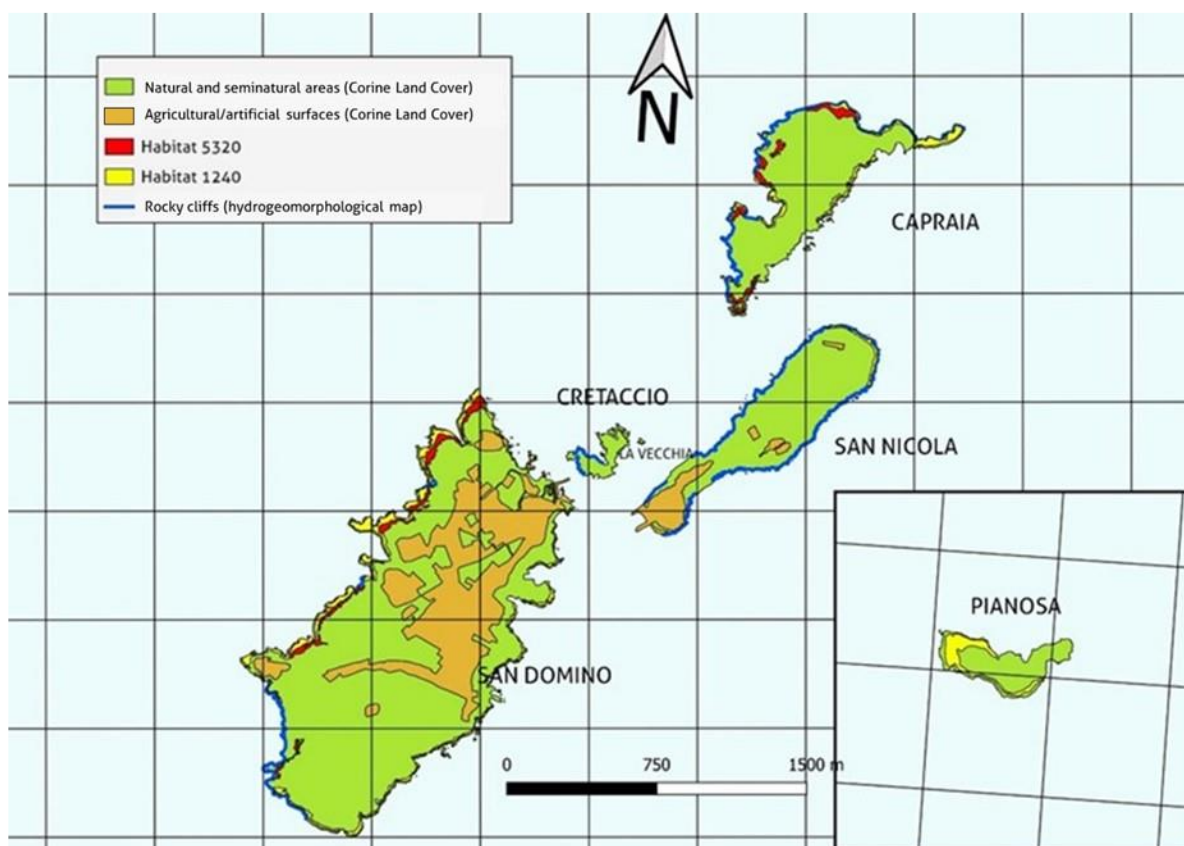 Natural and seminatural areas (Corine Land Cover)
Agricultural/artificial surfaces (Corine Land Cover)
Habitat 5320
Habitat 1240
Rocky cliffs (hydrogeomorphological map)
N
CAPRAIA
CRETACCIO
LA VECCHIA
SAN NICOLA
PIANOSA
SAN DOMINO
0 750 1500 m